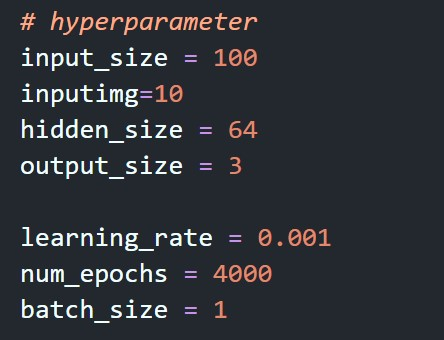 # hyperparameter
input_size = 100
inputimg=10
hidden_size = 64
output_size = 3
learning_rate = 0.001
num_epochs = 4000
batch_size = 1